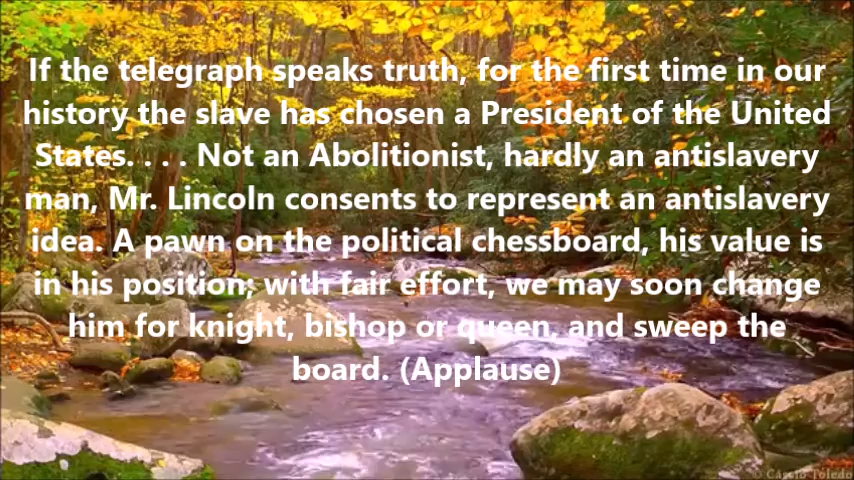 If the telegraph speaks truth, for the first time in our
history the slave has chosen a President of the United
States. . . . Not an Abolitionist, hardly an antislavery
man, Mr. Lincoln consents to represent an antislavery
idea. A pawn on the political chessboard, his value is
in his position; with fair effort, we may soon change
him for knight, bishop or queen, and sweep the
board. (Applause)
© Cássio Toledo